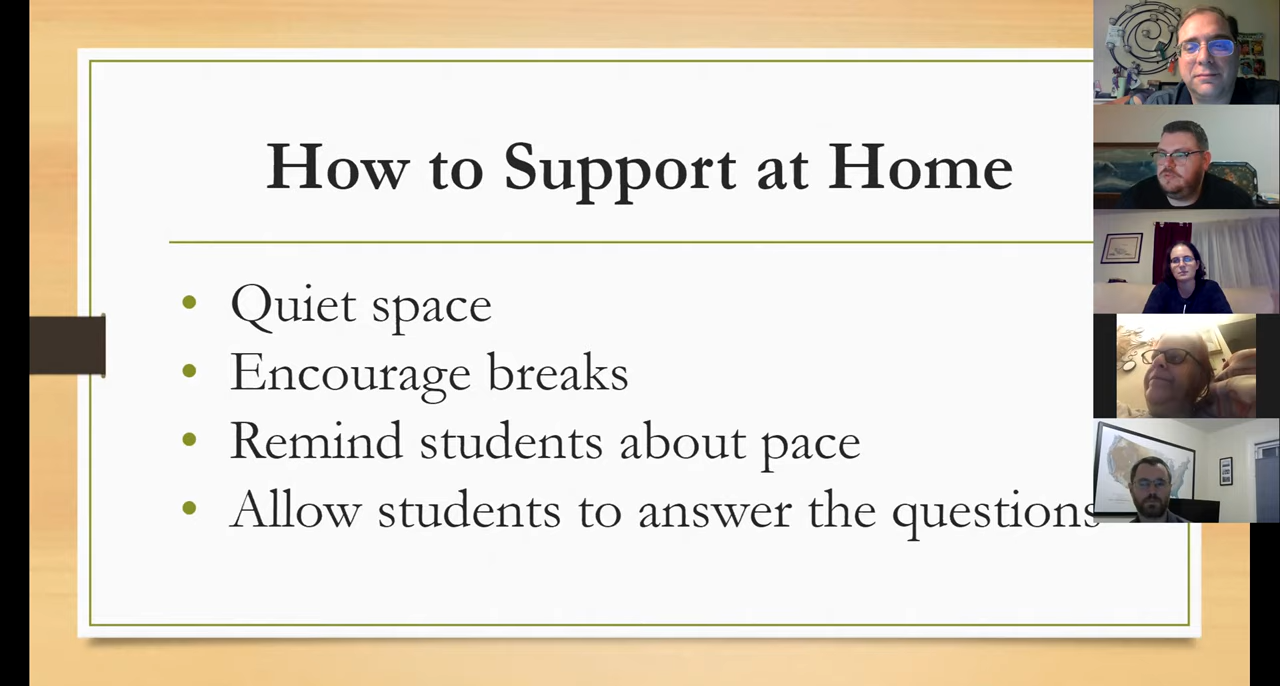 How to Support at Home
• Quiet space
• Encourage breaks
• Remind students about pace
• Allow students to answer the questions